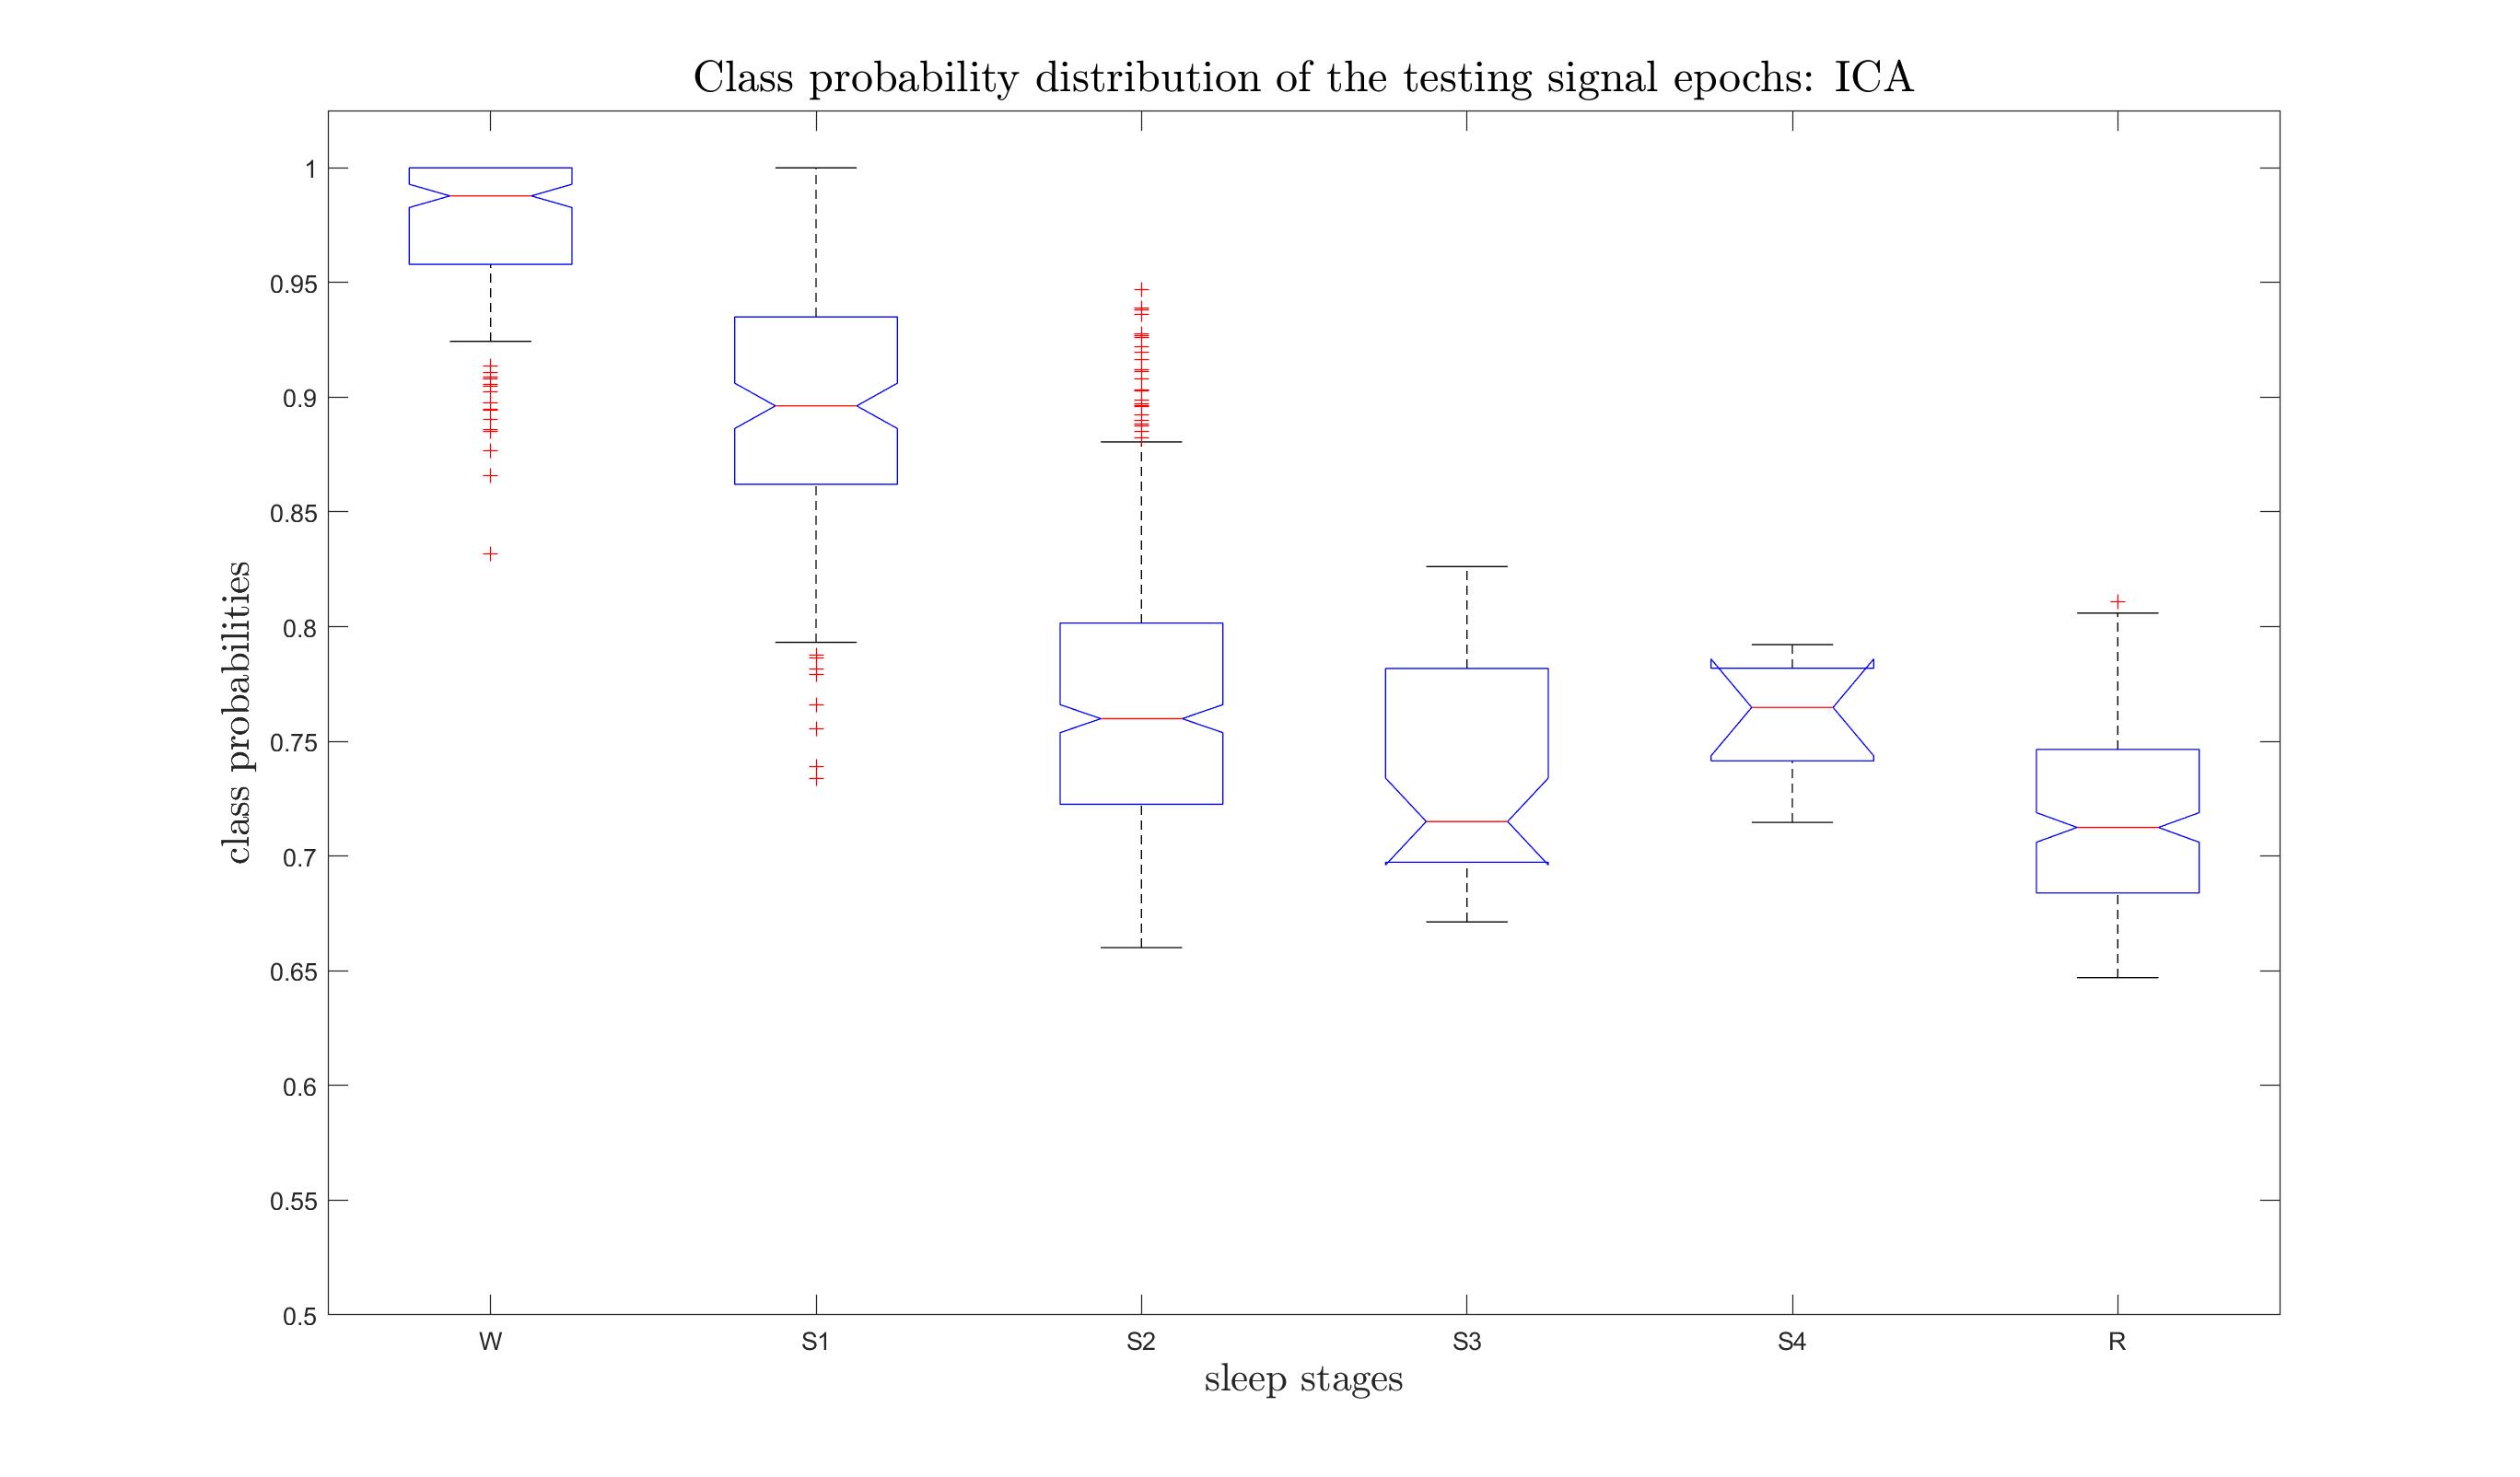 Class probability distribution of the testing signal epochs: ICA
1
0.95
0.9
0.85
0.8
0.75
0.7
0.65
0.6
0.55
0.5
class probabilities
W S1 S2 S3 S4 R
sleep stages